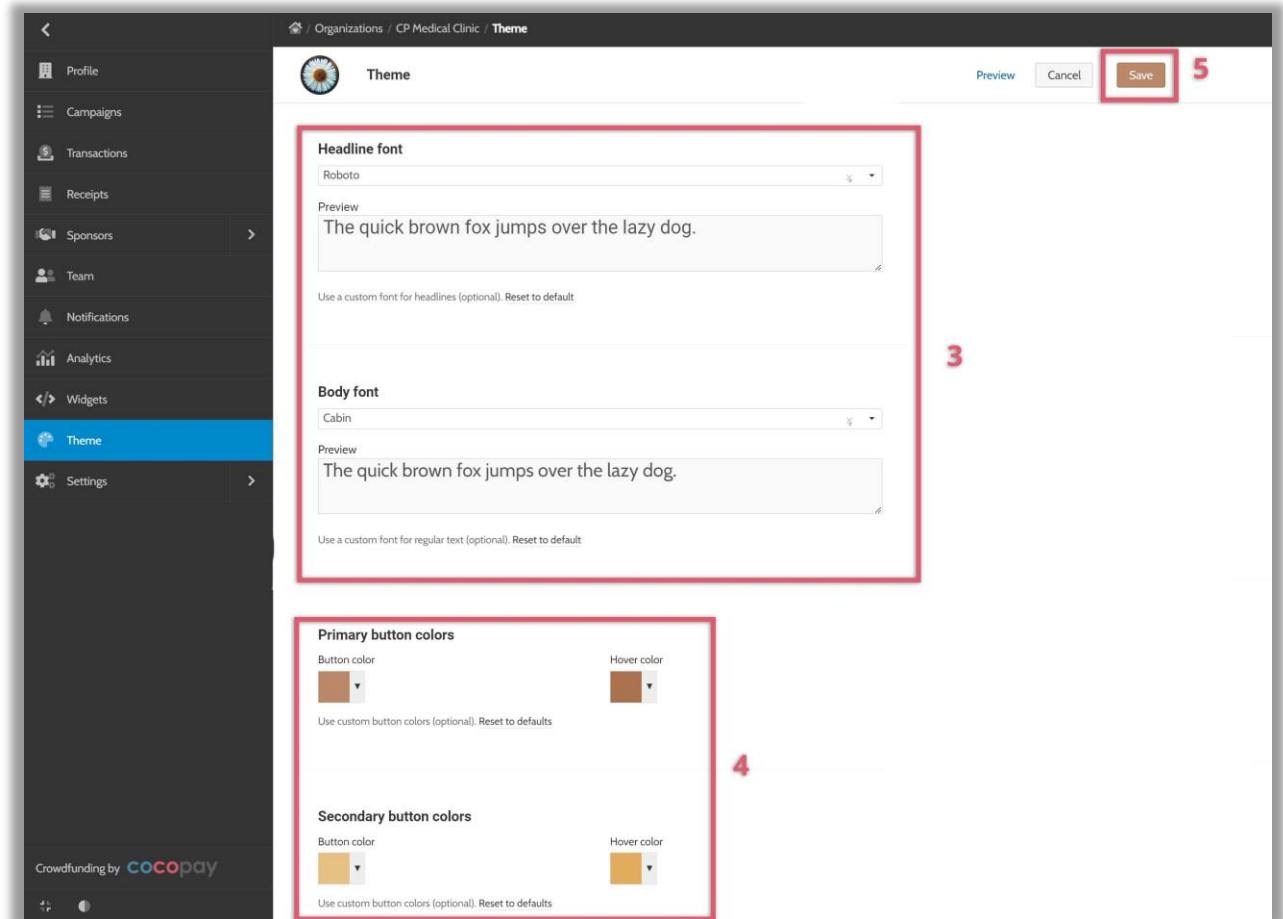 / Organizations / CP Medical Clinic / Theme
Profile
Campaigns
Transactions
Receipts
Sponsors
Team
Notifications
Analytics
Widgets
Theme
Settings
Crowdfunding by cocopay
Theme
Preview Cancel Save 5
Headline font
Roboto
Preview
The quick brown fox jumps over the lazy dog.
Use a custom font for headlines (optional). Reset to default
3
Body font
Cabin
Preview
The quick brown fox jumps over the lazy dog.
Use a custom font for regular text (optional). Reset to default
Primary button colors
Button color Hover color
Use custom button colors (optional). Reset to defaults
4
Secondary button colors
Button color Hover color
Use custom button colors (optional). Reset to defaults